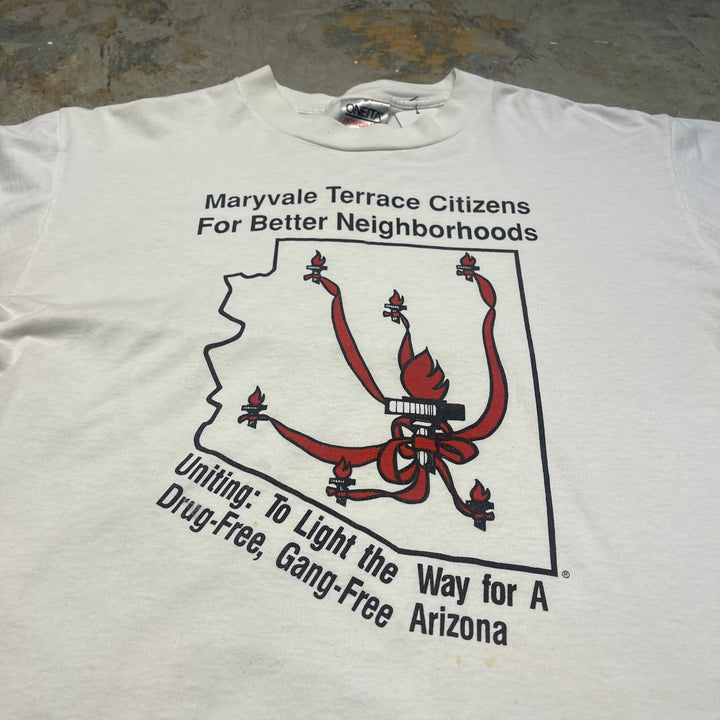 ONEITA
Maryvale Terrace Citizens
For Better Neighborhoods
Uniting: To Light the Way for A
Drug-Free, Gang-Free Arizona
®